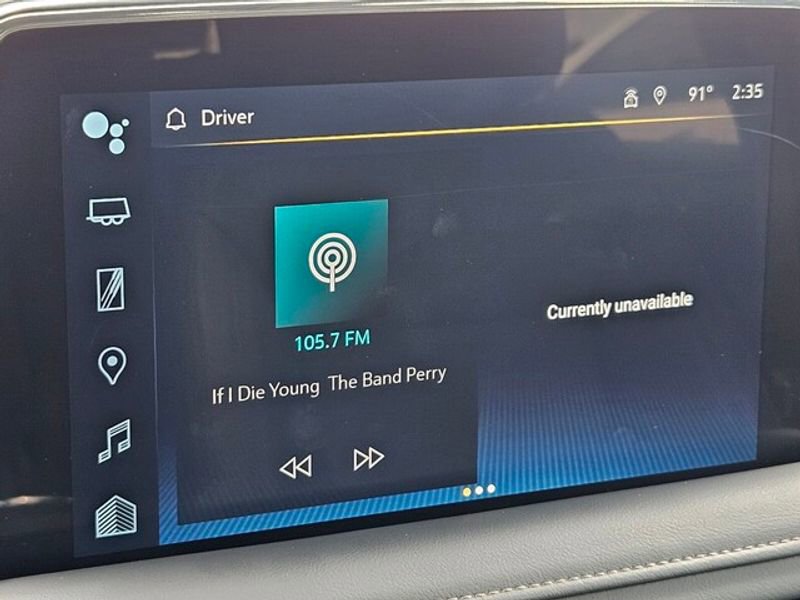 Driver
91° 2:35
105.7 FM
Currently unavailable
If I Die Young The Band Perry